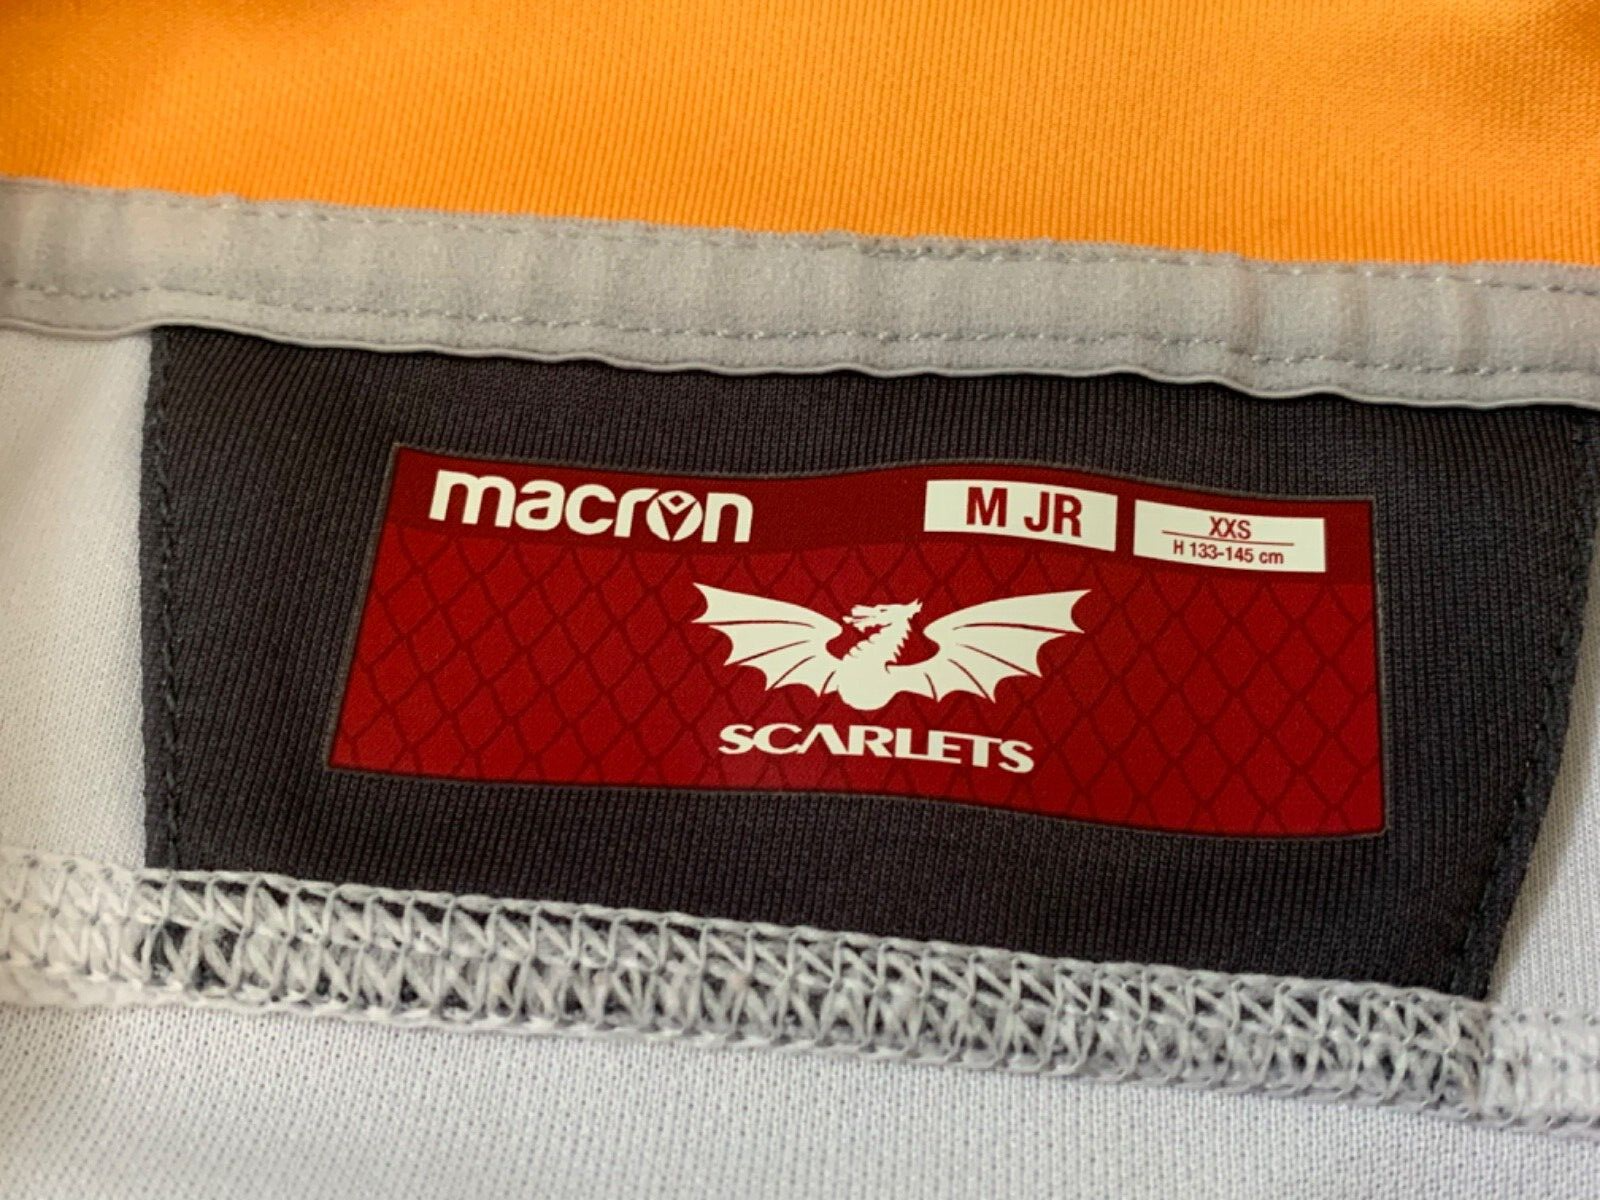 macron
M JR
XXS
H 133-145 cm
SCARLETS